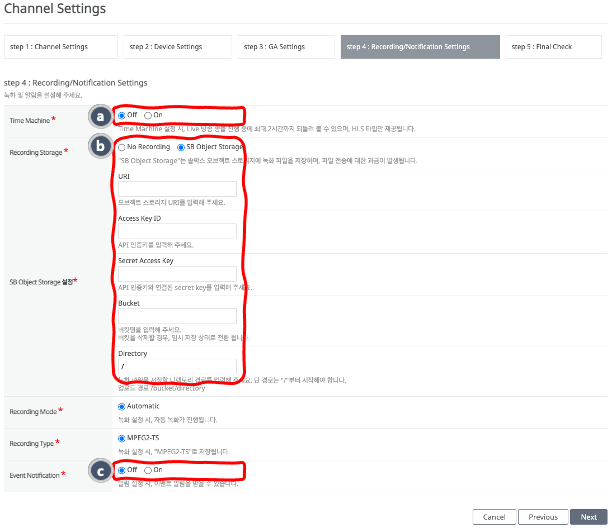 Channel Settings
step 1 : Channel Settings
step 2 : Device Settings
step 3 : GA Settings
step 4 : Recording/Notification Settings
step 5 : Final Check
step 4 : Recording/Notification Settings
녹화 및 알림을 설정해 주세요.
a
Time Machine *
Off On
Time Machine 설정 시, Live 방송 중을 진행 중에 최대 2시간까지 되돌려 볼 수 있으며, HLS 타입만 제공됩니다.
b
Recording Storage *
No Recording SB Object Storage
"SB Object Storage"는 솔박스 오브젝트 스토리지에 녹화 파일을 저장하며, 파일 전송에 대한 과금이 발생됩니다.
SB Object Storage 설정*
URI
오브젝트 스토리지 URI를 입력해 주세요.
Access Key ID
API 인증키를 입력해 주세요.
Secret Access Key
API 인증키와 연결된 secret key를 입력해 주세요.
Bucket
버킷명을 입력해 주세요.
버킷을 삭제할 경우, 임시 저장 상태로 전환 됩니다.
Directory
/
녹화 파일을 저장할 디렉토리 경로를 입력해 주세요, 단 경로는 "/"부터 시작해야 합니다.
업로드 경로 /bucket/directory
Recording Mode *
Automatic
녹화 설정 시, 자동 녹화가 진행됩니다.
Recording Type *
MPEG2-TS
녹화 설정 시, "MPEG2-TS"로 저장됩니다.
c
Event Notification *
Off On
알림 설정 시, 이벤트 알림을 받을 수 있습니다.
Cancel
Previous
Next